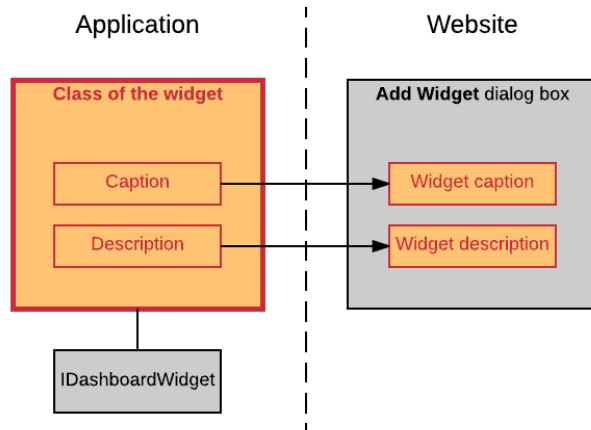 Application
Website
Class of the widget
Add Widget dialog box
Caption
Widget caption
Description
Widget description
IDashboardWidget